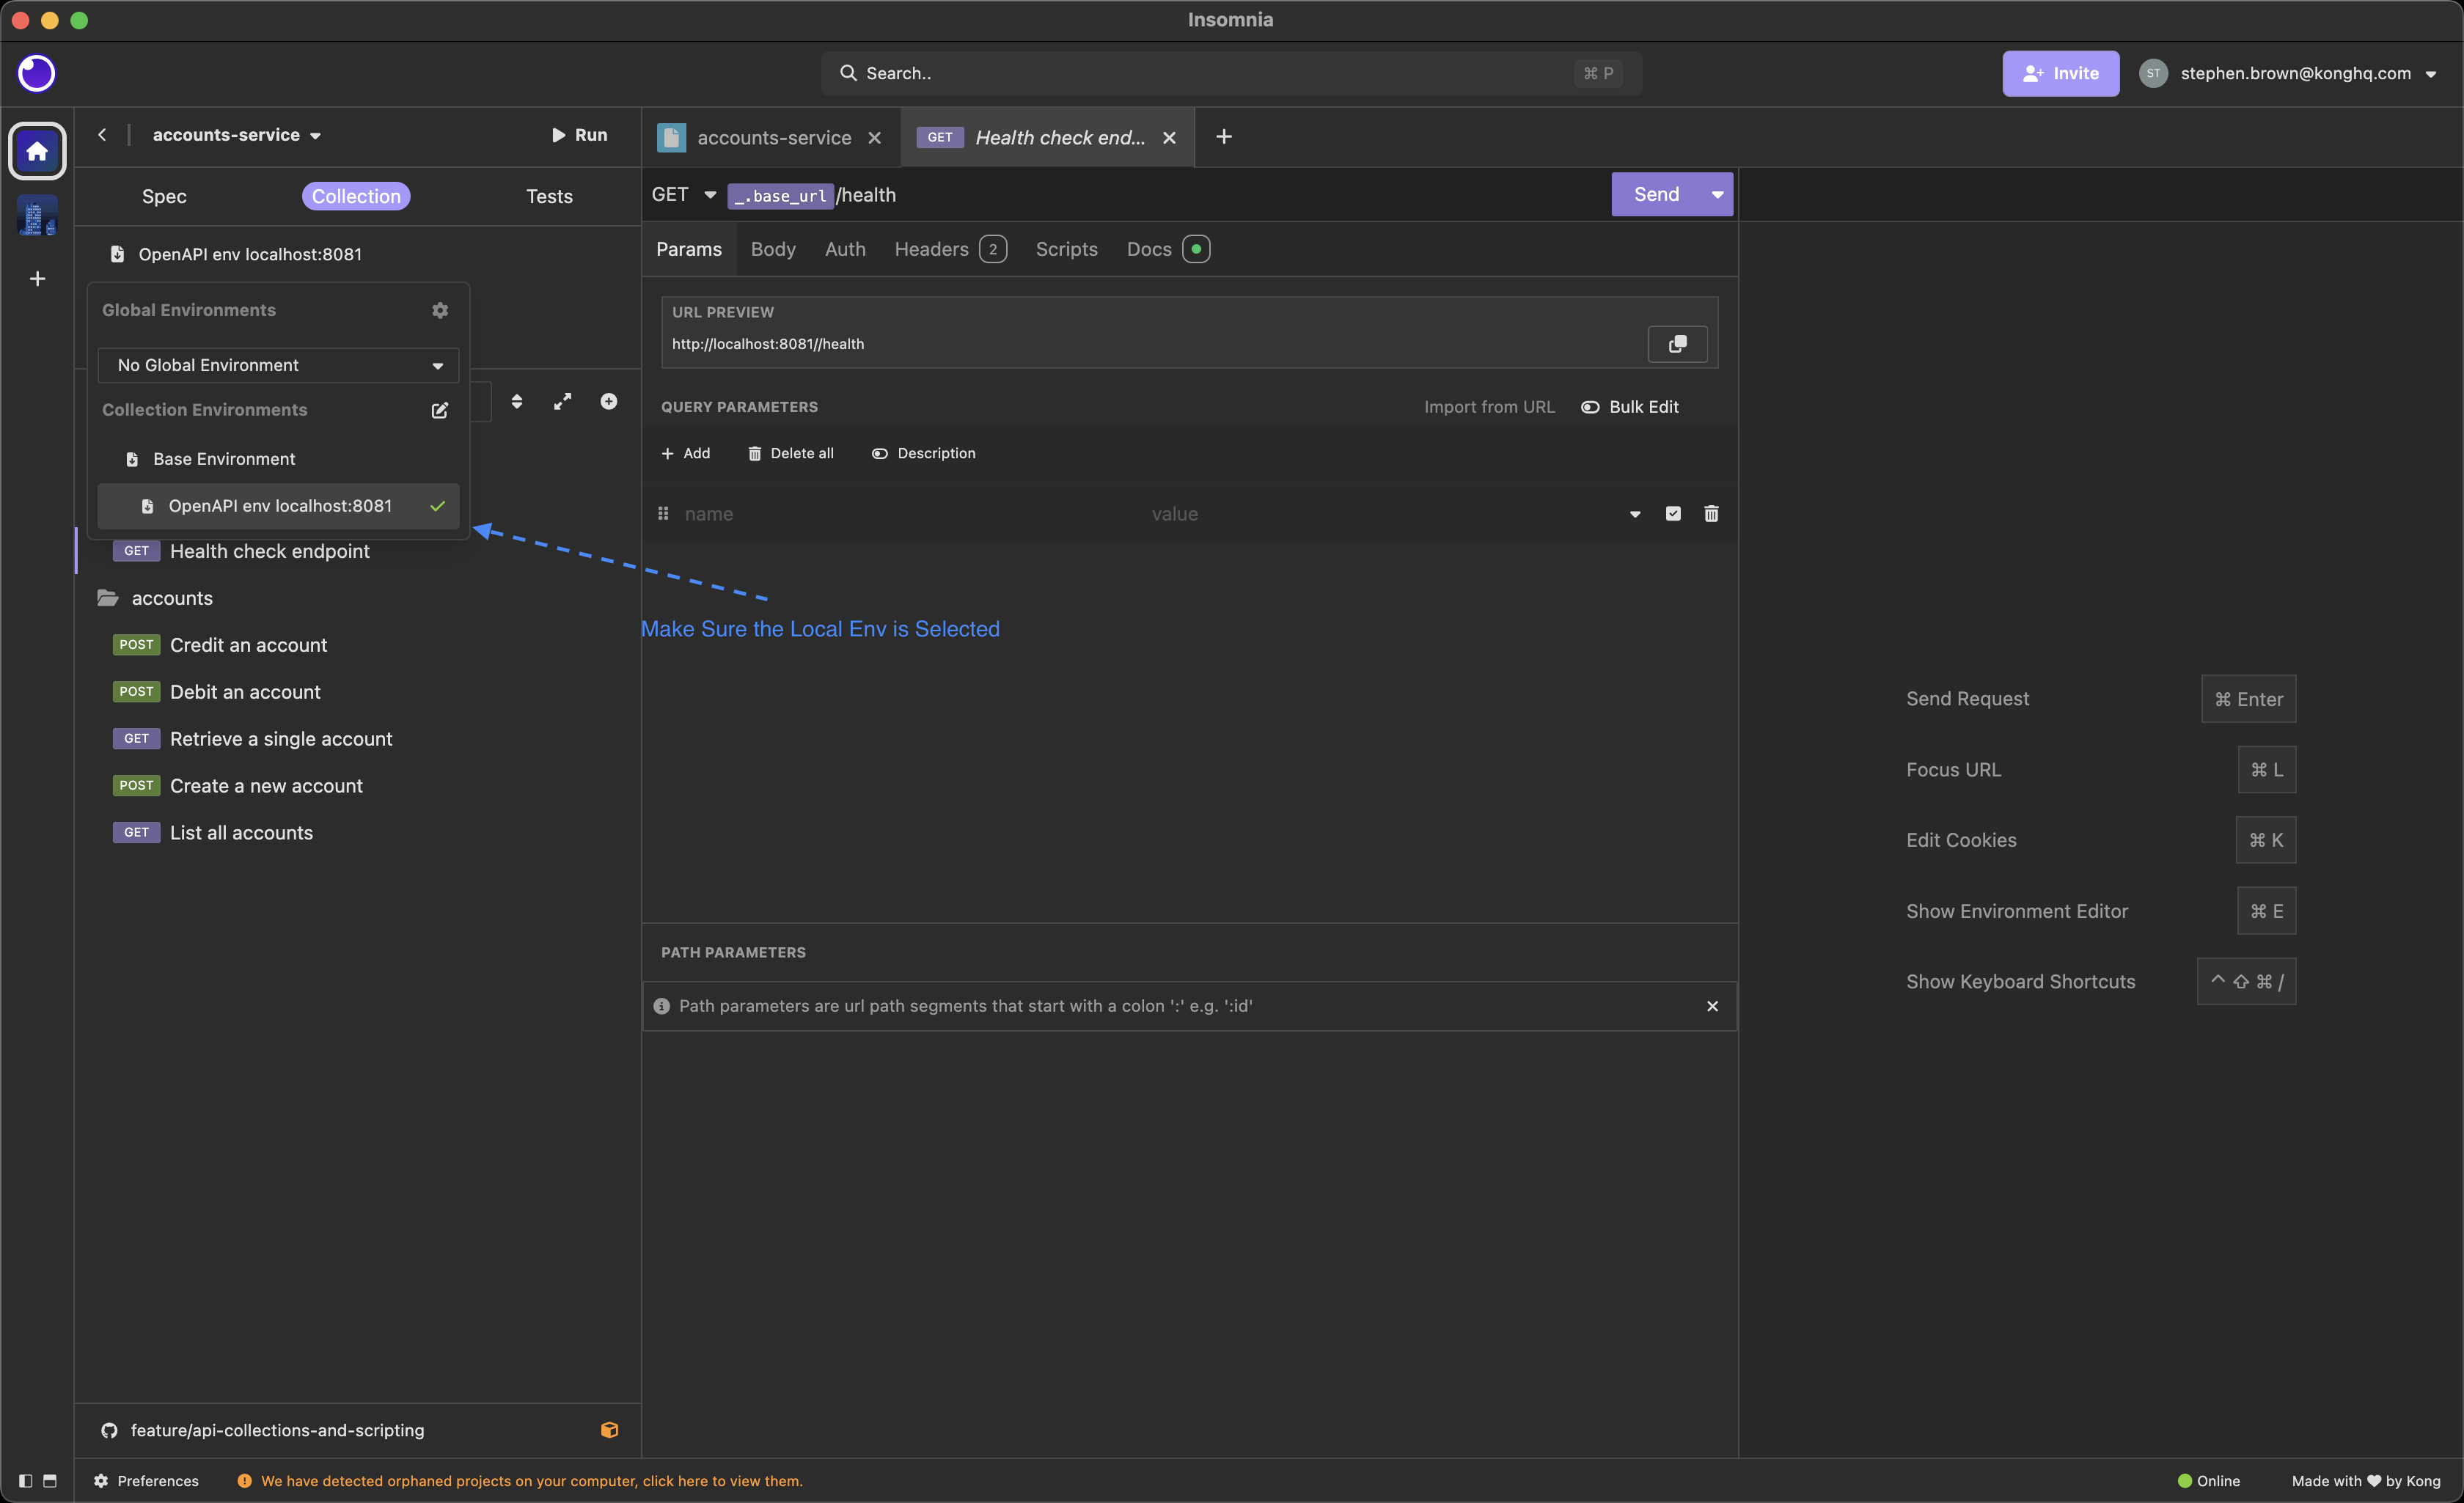 Insomnia
Search..
⌘ P
Invite
ST
stephen.brown@konghq.com
accounts-service
Run
accounts-service
GET Health check end...
Spec
Collection
Tests
GET
_.base_url/health
Send
OpenAPI env localhost:8081
Params
Body
Auth
Headers 2
Scripts
Docs
Global Environments
No Global Environment
Collection Environments
Base Environment
OpenAPI env localhost:8081
URL PREVIEW
http://localhost:8081//health
QUERY PARAMETERS
Import from URL
Bulk Edit
Add
Delete all
Description
name
value
GET Health check endpoint
accounts
Make Sure the Local Env is Selected
POST Credit an account
POST Debit an account
GET Retrieve a single account
POST Create a new account
GET List all accounts
Send Request ⌘ Enter
Focus URL ⌘ L
Edit Cookies ⌘ K
Show Environment Editor ⌘ E
Show Keyboard Shortcuts ^ ⇧ ⌘ /
PATH PARAMETERS
Path parameters are url path segments that start with a colon ':' e.g. ':id'
feature/api-collections-and-scripting
Preferences
We have detected orphaned projects on your computer, click here to view them.
Online
Made with ♥ by Kong